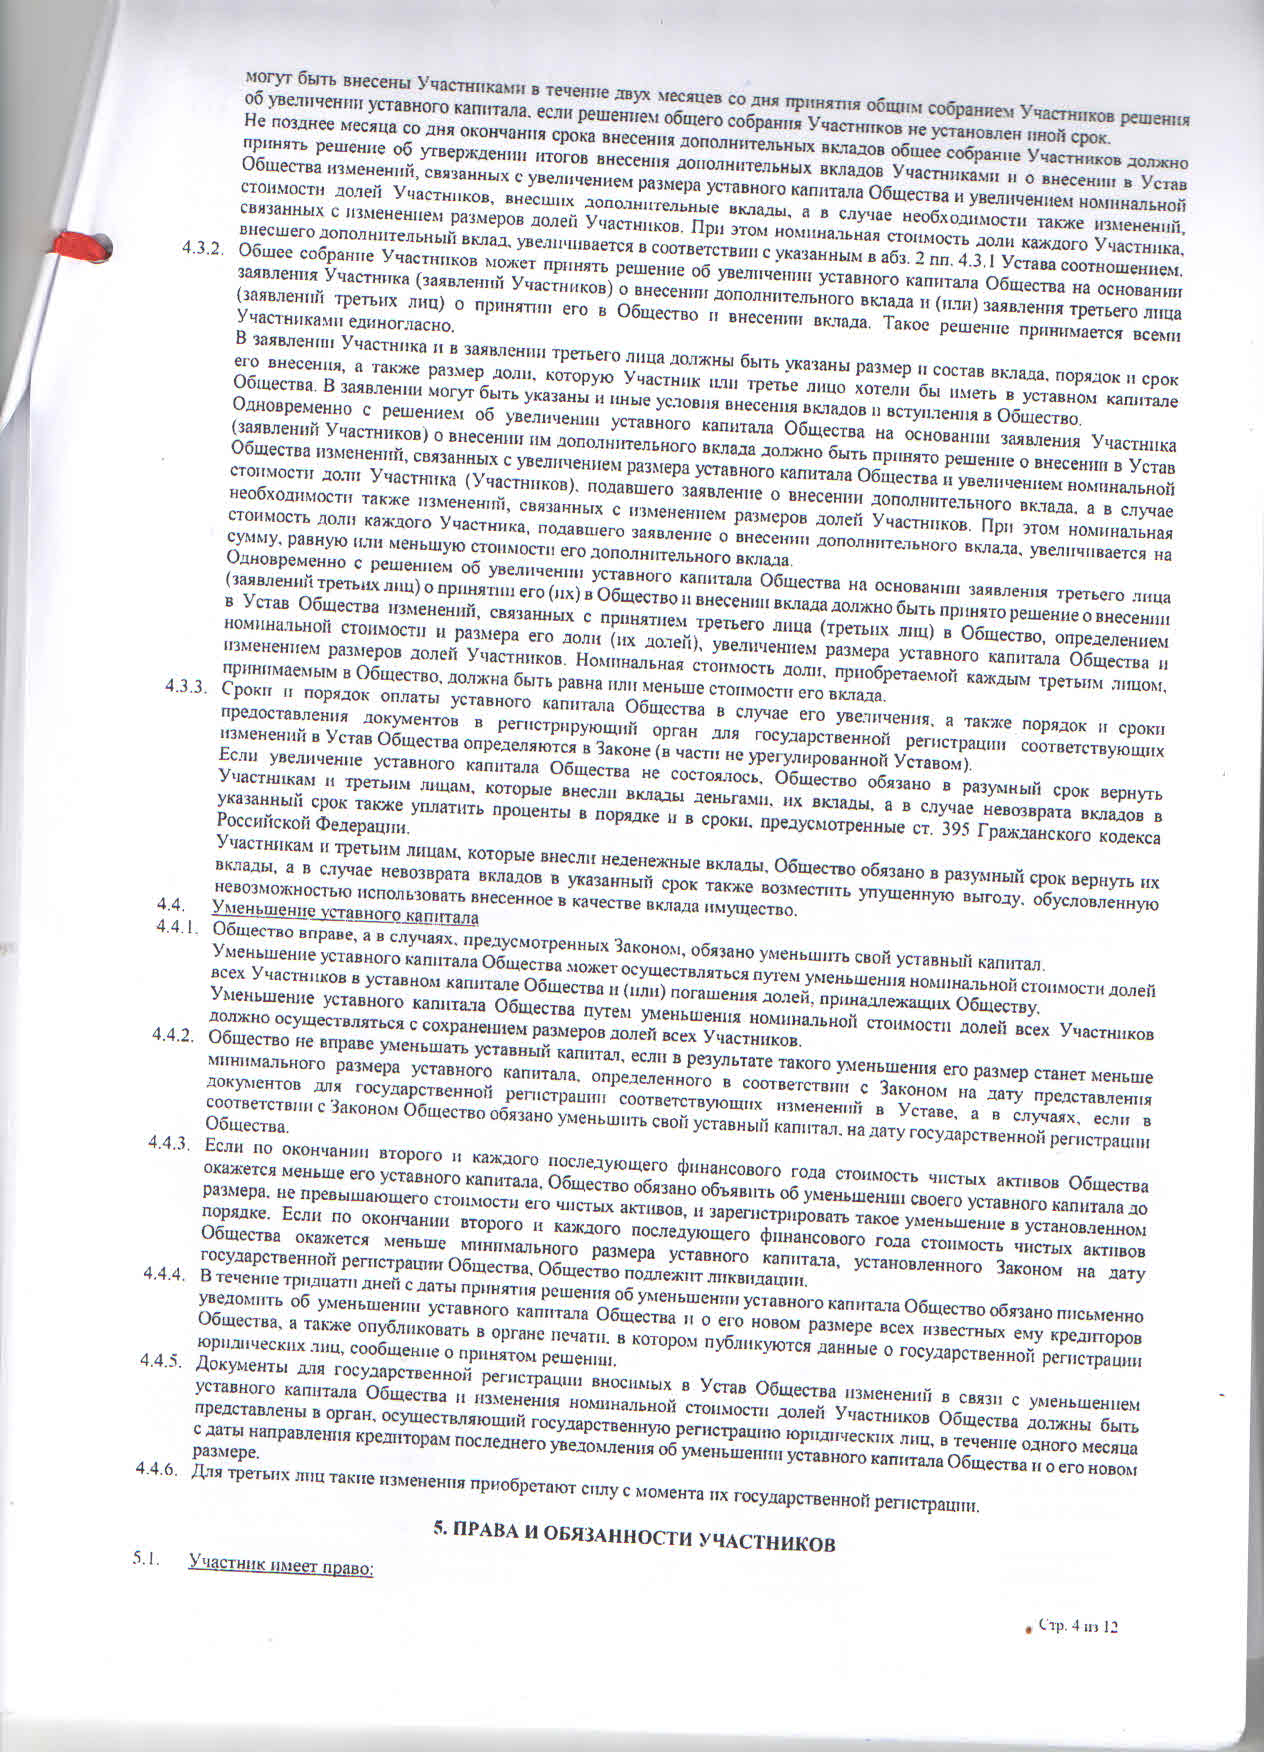 могут быть внесены Участниками в течение двух месяцев со дня принятия общим собранием Участников решения
об увеличении уставного капитала, если решением общего собрания Участников не установлен иной срок.
Не позднее месяца со дня окончания срока внесения дополнительных вкладов общее собрание Участников должно
принять решение об утверждении итогов внесения дополнительных вкладов Участниками и о внесении в Устав
Общества изменений, связанных с увеличением размера уставного капитала Общества и увеличением номинальной
стоимости долей Участников, внесших дополнительные вклады, а в случае необходимости также изменений,
связанных с изменением размеров долей Участников. При этом номинальная стоимость доли каждого Участника,
внесшего дополнительный вклад, увеличивается в соответствии с указанным в абз. 2 пп. 4.3.1 Устава соотношением.
4.3.2. Общее собрание Участников может принять решение об увеличении уставного капитала Общества на основании
заявления Участника (заявлений Участников) о внесении дополнительного вклада и (или) заявления третьего лица
(заявлений третьих лиц) о принятии его в Общество и внесении вклада. Такое решение принимается всеми
Участниками единогласно.
В заявлении Участника и в заявлении третьего лица должны быть указаны размер и состав вклада, порядок и срок
его внесения, а также размер доли, которую Участник или третье лицо хотели бы иметь в уставном капитале
Общества. В заявлении могут быть указаны и иные условия внесения вкладов и вступления в Общество.
Одновременно с решением об увеличении уставного капитала Общества на основании заявления Участника
(заявлений Участников) о внесении им дополнительного вклада должно быть принято решение о внесении в Устав
Общества изменений, связанных с увеличением размера уставного капитала Общества и увеличением номинальной
стоимости доли Участника (Участников), подавшего заявление о внесении дополнительного вклада, а в случае
необходимости также изменений, связанных с изменением размеров долей Участников. При этом номинальная
стоимость доли каждого Участника, подавшего заявление о внесении дополнительного вклада, увеличивается на
сумму, равную или меньшую стоимости его дополнительного вклада.
Одновременно с решением об увеличении уставного капитала Общества на основании заявления третьего лица
(заявлений третьих лиц) о принятии его (их) в Общество и внесении вклада должно быть принято решение о внесении
в Устав Общества изменений, связанных с принятием третьего лица (третьих лиц) в Общество, определением
номинальной стоимости и размера его доли (их долей), увеличением размера уставного капитала Общества и
изменением размеров долей Участников. Номинальная стоимость доли, приобретаемой каждым третьим лицом,
принимаемым в Общество, должна быть равна или меньше стоимости его вклада.
4.3.3. Сроки и порядок оплаты уставного капитала Общества в случае его увеличения, а также порядок и сроки
предоставления документов в регистрирующий орган для государственной регистрации соответствующих
изменений в Устав Общества определяются в Законе (в части не урегулированной Уставом).
Если увеличение уставного капитала Общества не состоялось, Общество обязано в разумный срок вернуть
Участникам и третьим лицам, которые внесли вклады деньгами, их вклады, а в случае невозврата вкладов в
указанный срок также уплатить проценты в порядке и в сроки, предусмотренные ст. 395 Гражданского кодекса
Российской Федерации.
Участникам и третьим лицам, которые внесли неденежные вклады, Общество обязано в разумный срок вернуть их
вклады, а в случае невозврата вкладов в указанный срок также возместить упущенную выгоду, обусловленную
невозможностью использовать внесенное в качестве вклада имущество.
4.4. Уменьшение уставного капитала
4.4.1. Общество вправе, а в случаях, предусмотренных Законом, обязано уменьшить свой уставный капитал.
Уменьшение уставного капитала Общества может осуществляться путем уменьшения номинальной стоимости долей
всех Участников в уставном капитале Общества и (или) погашения долей, принадлежащих Обществу.
Уменьшение уставного капитала Общества путем уменьшения номинальной стоимости долей всех Участников
должно осуществляться с сохранением размеров долей всех Участников.
4.4.2. Общество не вправе уменьшать уставный капитал, если в результате такого уменьшения его размер станет меньше
минимального размера уставного капитала, определенного в соответствии с Законом на дату представления
документов для государственной регистрации соответствующих изменений в Уставе, а в случаях, если в
соответствии с Законом Общество обязано уменьшить свой уставный капитал, на дату государственной регистрации
Общества.
4.4.3. Если по окончании второго и каждого последующего финансового года стоимость чистых активов Общества
окажется меньше его уставного капитала, Общество обязано объявить об уменьшении своего уставного капитала до
размера, не превышающего стоимости его чистых активов, и зарегистрировать такое уменьшение в установленном
порядке. Если по окончании второго и каждого последующего финансового года стоимость чистых активов
Общества окажется меньше минимального размера уставного капитала, установленного Законом на дату
государственной регистрации Общества, Общество подлежит ликвидации.
4.4.4. В течение тридцати дней с даты принятия решения об уменьшении уставного капитала Общество обязано письменно
уведомить об уменьшении уставного капитала Общества и о его новом размере всех известных ему кредиторов
Общества, а также опубликовать в органе печати, в котором публикуются данные о государственной регистрации
юридических лиц, сообщение о принятом решении.
4.4.5. Документы для государственной регистрации вносимых в Устав Общества изменений в связи с уменьшением
уставного капитала Общества и изменения номинальной стоимости долей Участников Общества должны быть
представлены в орган, осуществляющий государственную регистрацию юридических лиц, в течение одного месяца
с даты направления кредиторам последнего уведомления об уменьшении уставного капитала Общества и о его новом
размере.
4.4.6. Для третьих лиц такие изменения приобретают силу с момента их государственной регистрации.
5. ПРАВА И ОБЯЗАННОСТИ УЧАСТНИКОВ
5.1. Участник имеет право:
Стр. 4 из 12